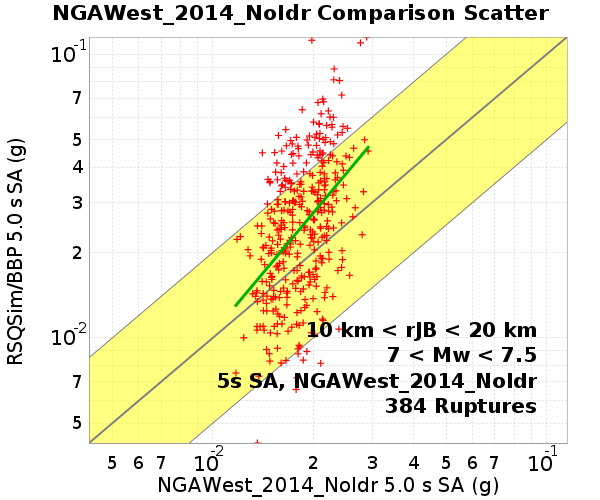 NGAWest_2014_NoIdr Comparison Scatter
RSQSim/BBP 5.0 s SA (g)
10⁻¹
7
5
4
3
2
10⁻²
7
5
10 km < rJB < 20 km
7 < Mw < 7.5
5s SA, NGAWest_2014_NoIdr
384 Ruptures
5 6 7 10⁻² 2 3 4 5 6 7 10⁻¹
NGAWest_2014_NoIdr 5.0 s SA (g)